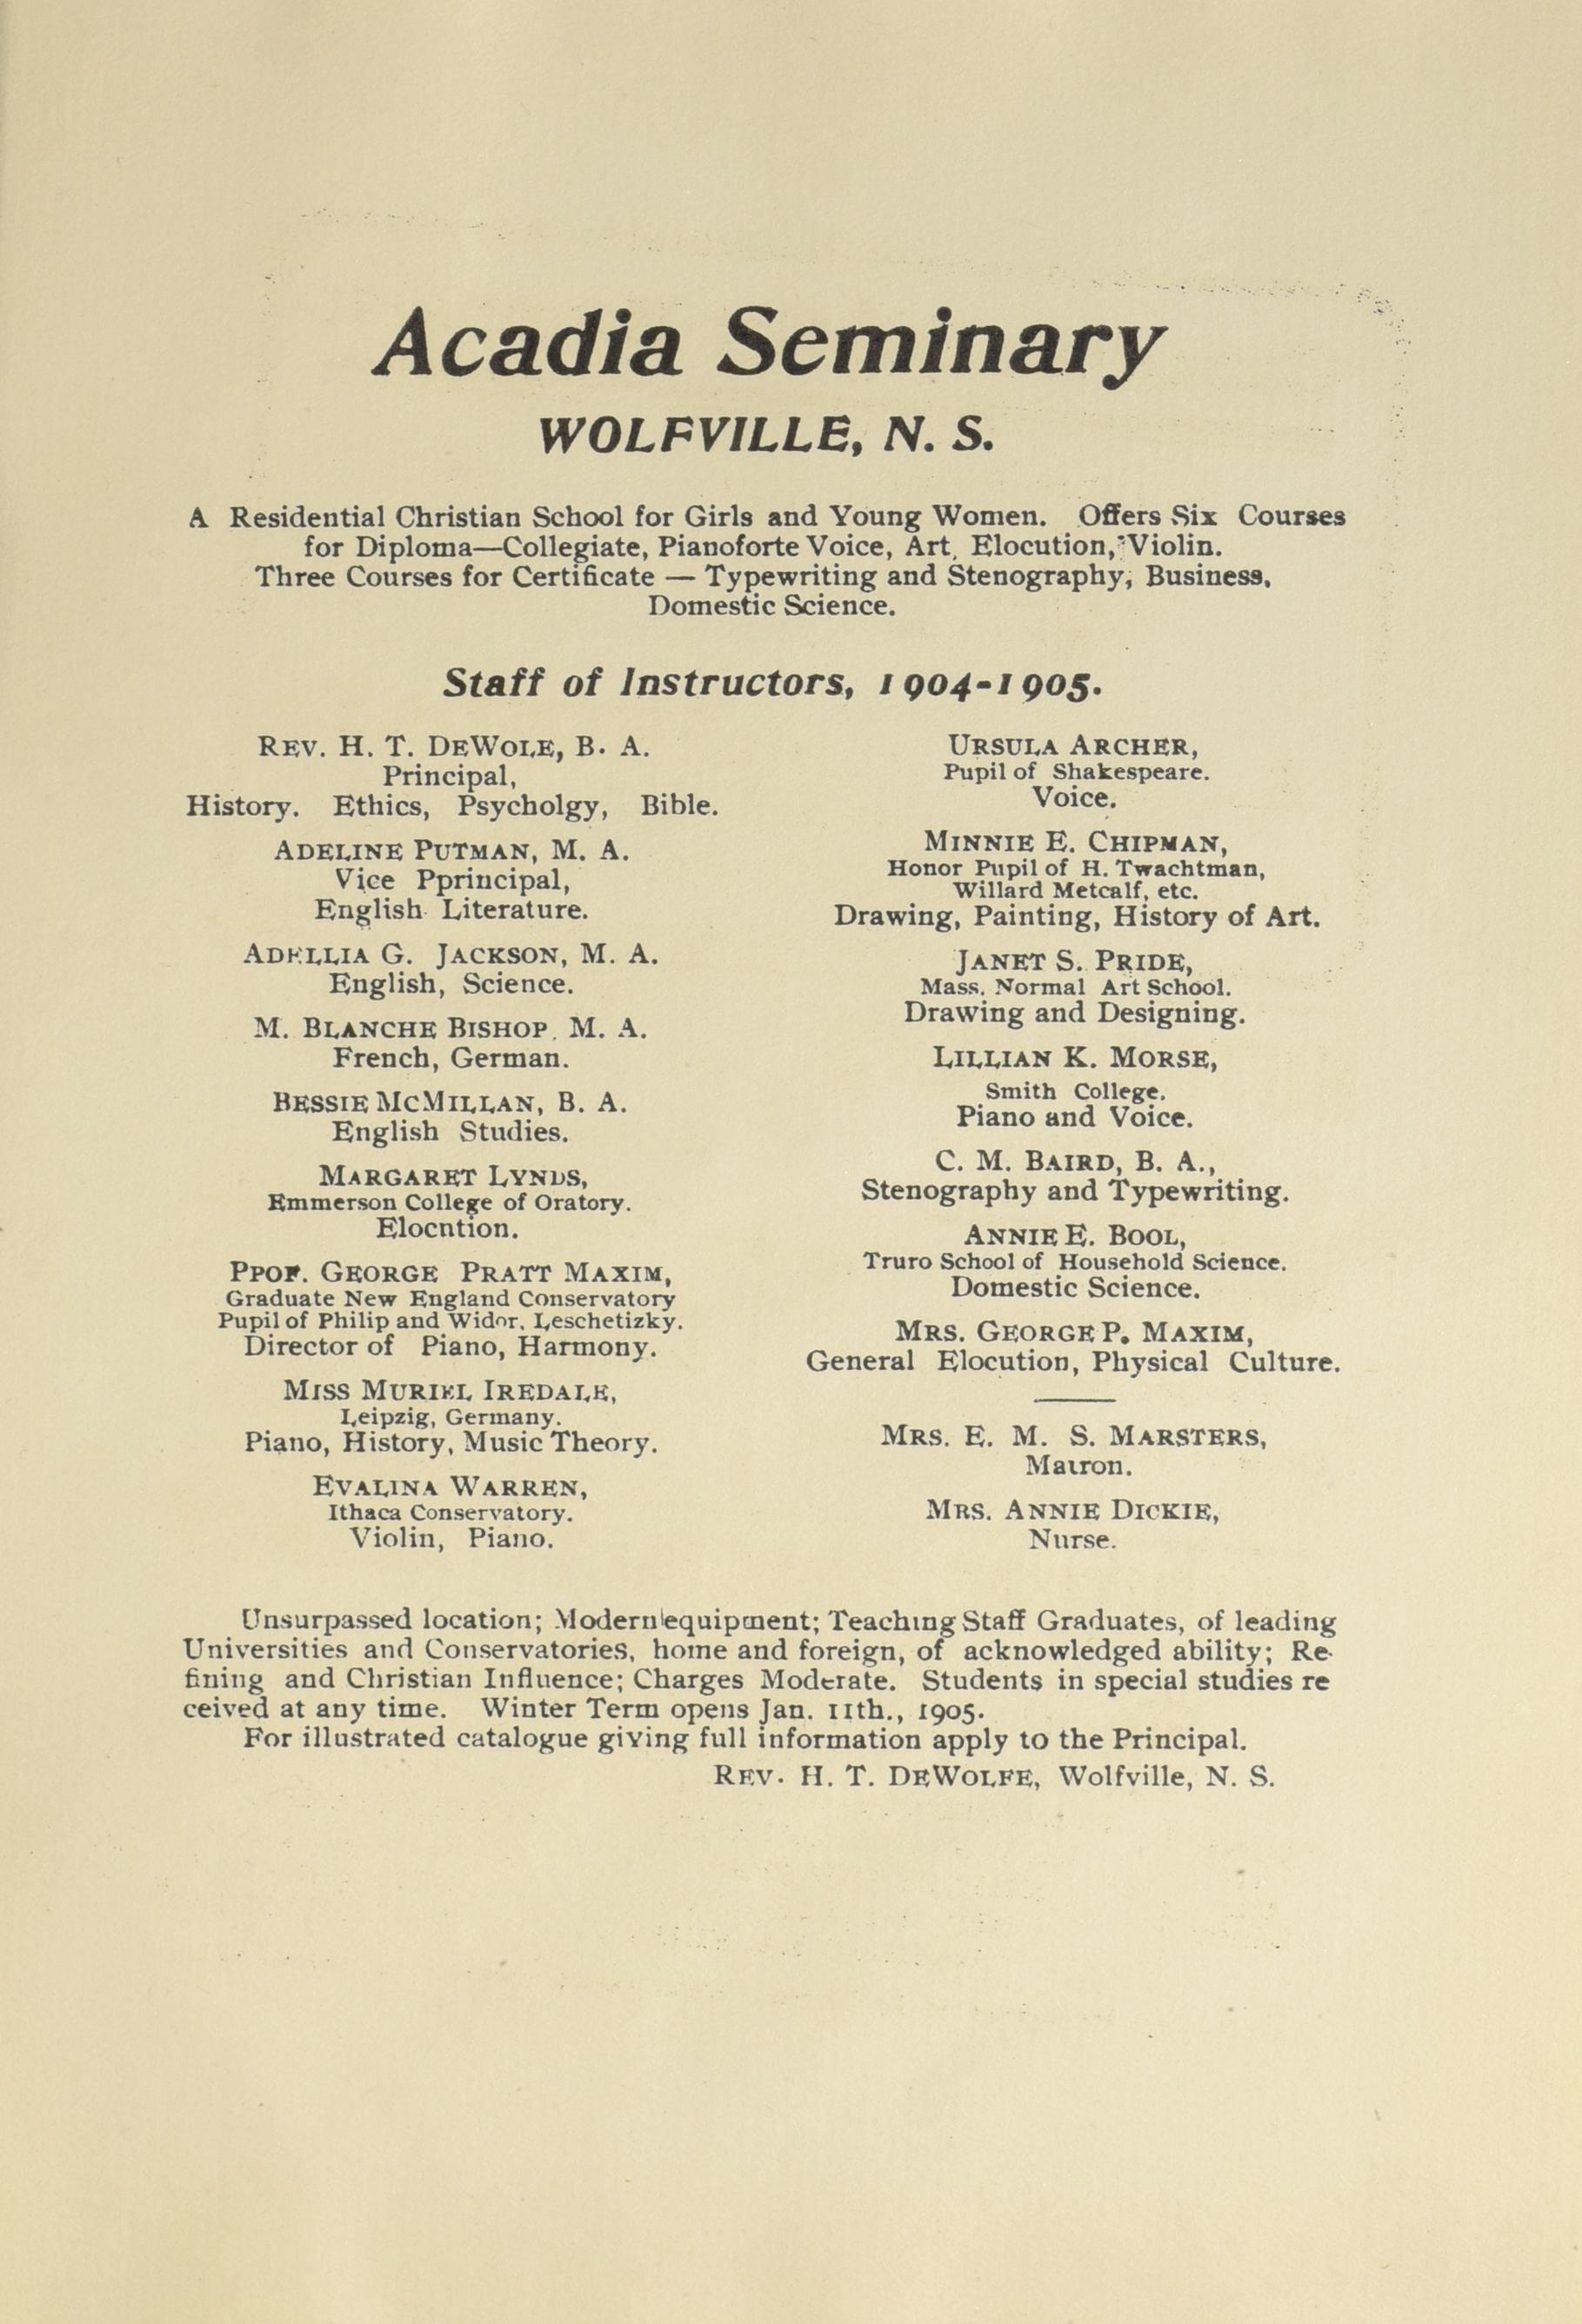 Acadia Seminary
WOLFVILLE, N. S.
A Residential Christian School for Girls and Young Women. Offers Six Courses
for Diploma—Collegiate, Pianoforte Voice, Art, Elocution, Violin.
Three Courses for Certificate — Typewriting and Stenography, Business,
Domestic Science.
Staff of Instructors, 1904-1905.
REV. H. T. DEWOLE, B. A.
Principal,
History. Ethics, Psycholgy, Bible.
ADELINE PUTMAN, M. A.
Vice Pprincipal,
English Literature.
ADELLIA G. JACKSON, M. A.
English, Science.
M. BLANCHE BISHOP, M. A.
French, German.
BESSIE MCMILLAN, B. A.
English Studies.
MARGARET LYNDS,
Emmerson College of Oratory.
Elocntion.
PPOF. GEORGE PRATT MAXIM,
Graduate New England Conservatory
Pupil of Philip and Widor, Leschetizky.
Director of Piano, Harmony.
MISS MURIEL IREDALE,
Leipzig, Germany.
Piano, History, Music Theory.
EVALINA WARREN,
Ithaca Conservatory.
Violin, Piano.
URSULA ARCHER,
Pupil of Shakespeare.
Voice.
MINNIE E. CHIPMAN,
Honor Pupil of H. Twachtman,
Willard Metcalf, etc.
Drawing, Painting, History of Art.
JANET S. PRIDE,
Mass. Normal Art School.
Drawing and Designing.
LILLIAN K. MORSE,
Smith College.
Piano and Voice.
C. M. BAIRD, B. A.,
Stenography and Typewriting.
ANNIE E. BOOL,
Truro School of Household Science.
Domestic Science.
MRS. GEORGE P. MAXIM,
General Elocution, Physical Culture.
MRS. E. M. S. MARSTERS,
Matron.
MRS. ANNIE DICKIE,
Nurse.
Unsurpassed location; Modern equipment; Teaching Staff Graduates, of leading
Universities and Conservatories, home and foreign, of acknowledged ability; Re-
fining and Christian Influence; Charges Moderate. Students in special studies re
ceived at any time. Winter Term opens Jan. 11th., 1905.
For illustrated catalogue giving full information apply to the Principal.
REV. H. T. DEWOLFE, Wolfville, N. S.